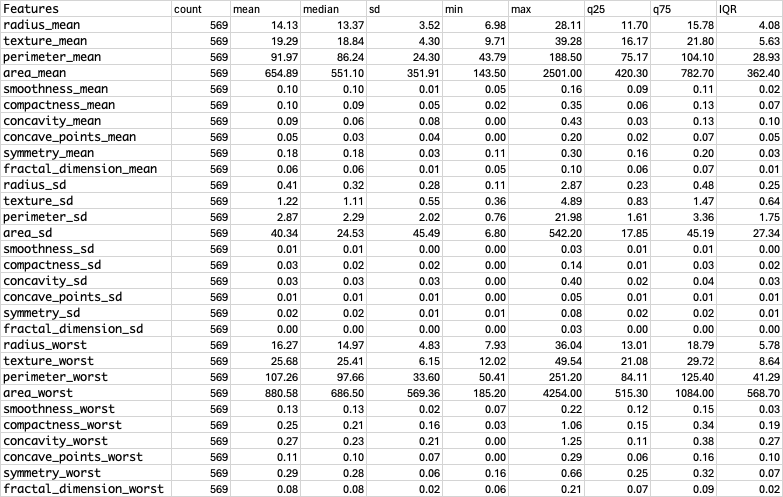 Features count mean median sd min max q25 q75 IQR
radius_mean 569 14.13 13.37 3.52 6.98 28.11 11.70 15.78 4.08
texture_mean 569 19.29 18.84 4.30 9.71 39.28 16.17 21.80 5.63
perimeter_mean 569 91.97 86.24 24.30 43.79 188.50 75.17 104.10 28.93
area_mean 569 654.89 551.10 351.91 143.50 2501.00 420.30 782.70 362.40
smoothness_mean 569 0.10 0.10 0.01 0.05 0.16 0.09 0.11 0.02
compactness_mean 569 0.10 0.09 0.05 0.02 0.35 0.06 0.13 0.07
concavity_mean 569 0.09 0.06 0.08 0.00 0.43 0.03 0.13 0.10
concave_points_mean 569 0.05 0.03 0.04 0.00 0.20 0.02 0.07 0.05
symmetry_mean 569 0.18 0.18 0.03 0.11 0.30 0.16 0.20 0.03
fractal_dimension_mean 569 0.06 0.06 0.01 0.05 0.10 0.06 0.07 0.01
radius_sd 569 0.41 0.32 0.28 0.11 2.87 0.23 0.48 0.25
texture_sd 569 1.22 1.11 0.55 0.36 4.89 0.83 1.47 0.64
perimeter_sd 569 2.87 2.29 2.02 0.76 21.98 1.61 3.36 1.75
area_sd 569 40.34 24.53 45.49 6.80 542.20 17.85 45.19 27.34
smoothness_sd 569 0.01 0.01 0.00 0.00 0.03 0.01 0.01 0.00
compactness_sd 569 0.03 0.02 0.02 0.00 0.14 0.01 0.03 0.02
concavity_sd 569 0.03 0.03 0.03 0.00 0.40 0.02 0.04 0.03
concave_points_sd 569 0.01 0.01 0.01 0.00 0.05 0.01 0.01 0.01
symmetry_sd 569 0.02 0.02 0.01 0.01 0.08 0.02 0.02 0.01
fractal_dimension_sd 569 0.00 0.00 0.00 0.00 0.03 0.00 0.00 0.00
radius_worst 569 16.27 14.97 4.83 7.93 36.04 13.01 18.79 5.78
texture_worst 569 25.68 25.41 6.15 12.02 49.54 21.08 29.72 8.64
perimeter_worst 569 107.26 97.66 33.60 50.41 251.20 84.11 125.40 41.29
area_worst 569 880.58 686.50 569.36 185.20 4254.00 515.30 1084.00 568.70
smoothness_worst 569 0.13 0.13 0.02 0.07 0.22 0.12 0.15 0.03
compactness_worst 569 0.25 0.21 0.16 0.03 1.06 0.15 0.34 0.19
concavity_worst 569 0.27 0.23 0.21 0.00 1.25 0.11 0.38 0.27
concave_points_worst 569 0.11 0.10 0.07 0.00 0.29 0.06 0.16 0.10
symmetry_worst 569 0.29 0.28 0.06 0.16 0.66 0.25 0.32 0.07
fractal_dimension_worst 569 0.08 0.08 0.02 0.06 0.21 0.07 0.09 0.02